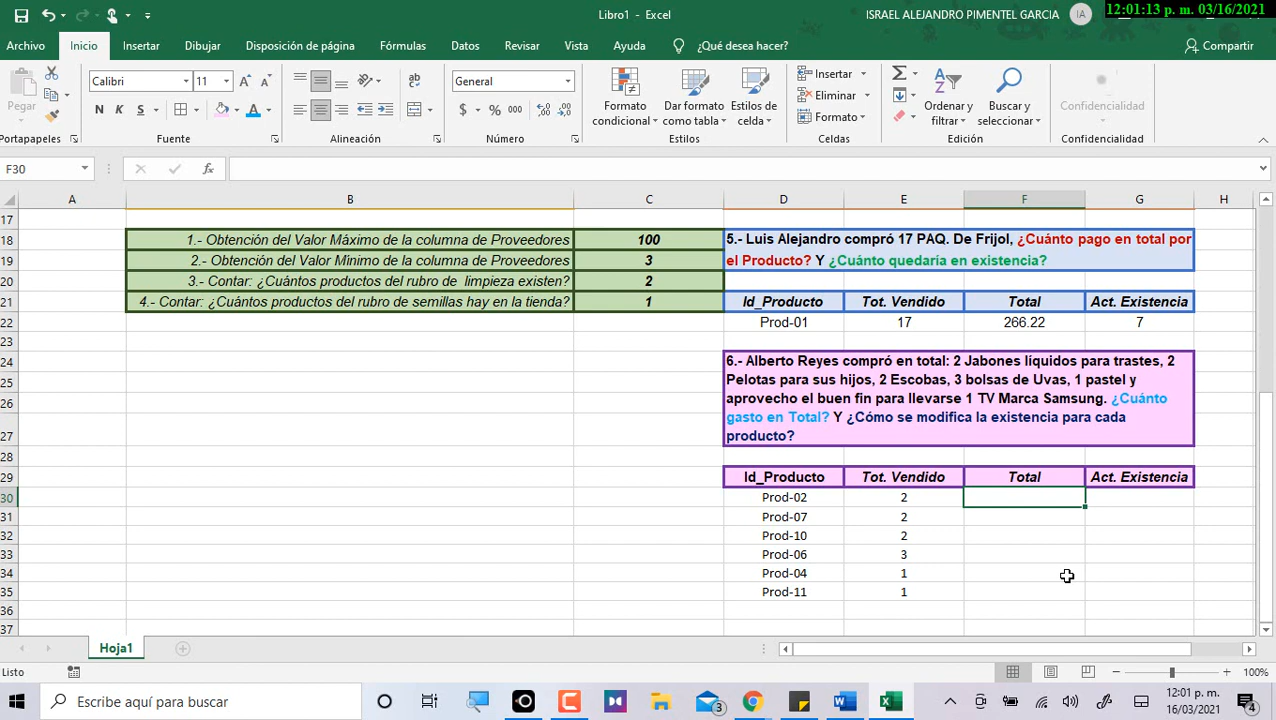 Libro1 - Excel
ISRAEL ALEJANDRO PIMENTEL GARCIA
IA
12:01:13 p. m. 03/16/2021
Archivo Inicio Insertar Dibujar Disposición de página Fórmulas Datos Revisar Vista Ayuda ¿Qué desea hacer? Compartir
Pegar
Calibri 11
N K S
General
$ % 000
Formato condicional
Dar formato como tabla
Estilos de celda
Insertar
Eliminar
Formato
Ordenar y filtrar
Buscar y seleccionar
Confidencialidad
Portapapeles Fuente Alineación Número Estilos Celdas Edición Confidencialidad
F30 fx
A B C D E F G H
17
18 1.- Obtención del Valor Máximo de la columna de Proveedores 100 5.- Luis Alejandro compró 17 PAQ. De Frijol, ¿Cuánto pago en total por
19 2.- Obtención del Valor Mínimo de la columna de Proveedores 3 el Producto? Y ¿Cuánto quedaría en existencia?
20 3.- Contar: ¿Cuántos productos del rubro de limpieza existen? 2
21 4.- Contar: ¿Cuántos productos del rubro de semillas hay en la tienda? 1 Id_Producto Tot. Vendido Total Act. Existencia
22 Prod-01 17 266.22 7
23
24 6.- Alberto Reyes compró en total: 2 Jabones líquidos para trastes, 2
25 Pelotas para sus hijos, 2 Escobas, 3 bolsas de Uvas, 1 pastel y
26 aprovecho el buen fin para llevarse 1 TV Marca Samsung. ¿Cuánto
27 gasto en Total? Y ¿Cómo se modifica la existencia para cada
producto?
28
29 Id_Producto Tot. Vendido Total Act. Existencia
30 Prod-02 2
31 Prod-07 2
32 Prod-10 2
33 Prod-06 3
34 Prod-04 1
35 Prod-11 1
36
37
Hoja1
Listo 100%
Escribe aquí para buscar
3
12:01 p. m.
16/03/2021
4